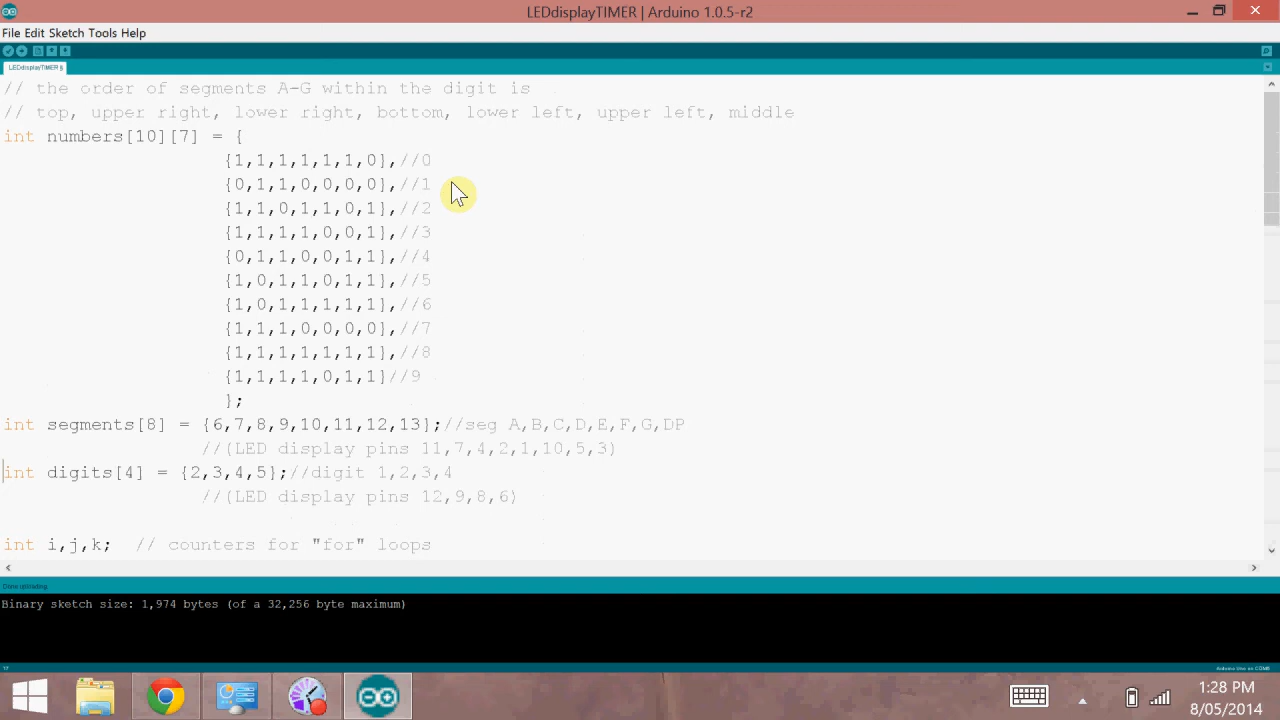 LEDdisplayTIMER | Arduino 1.0.5-r2
File Edit Sketch Tools Help
LEDdisplayTIMER §
// the order of segments A-G within the digit is
// top, upper right, lower right, bottom, lower left, upper left, middle
int numbers[10][7] = {
{1,1,1,1,1,1,0},//0
{0,1,1,0,0,0,0},//1
{1,1,0,1,1,0,1},//2
{1,1,1,1,0,0,1},//3
{0,1,1,0,0,1,1},//4
{1,0,1,1,0,1,1},//5
{1,0,1,1,1,1,1},//6
{1,1,1,0,0,0,0},//7
{1,1,1,1,1,1,1},//8
{1,1,1,1,0,1,1}//9
};
int segments[8] = {6,7,8,9,10,11,12,13};//seg A,B,C,D,E,F,G,DP
//(LED display pins 11,7,4,2,1,10,5,3)
int digits[4] = {2,3,4,5};//digit 1,2,3,4
//(LED display pins 12,9,8,6)
int i,j,k;  // counters for "for" loops
Done uploading.
Binary sketch size: 1,974 bytes (of a 32,256 byte maximum)
17
Arduino Uno on COM5
1:28 PM
8/05/2014